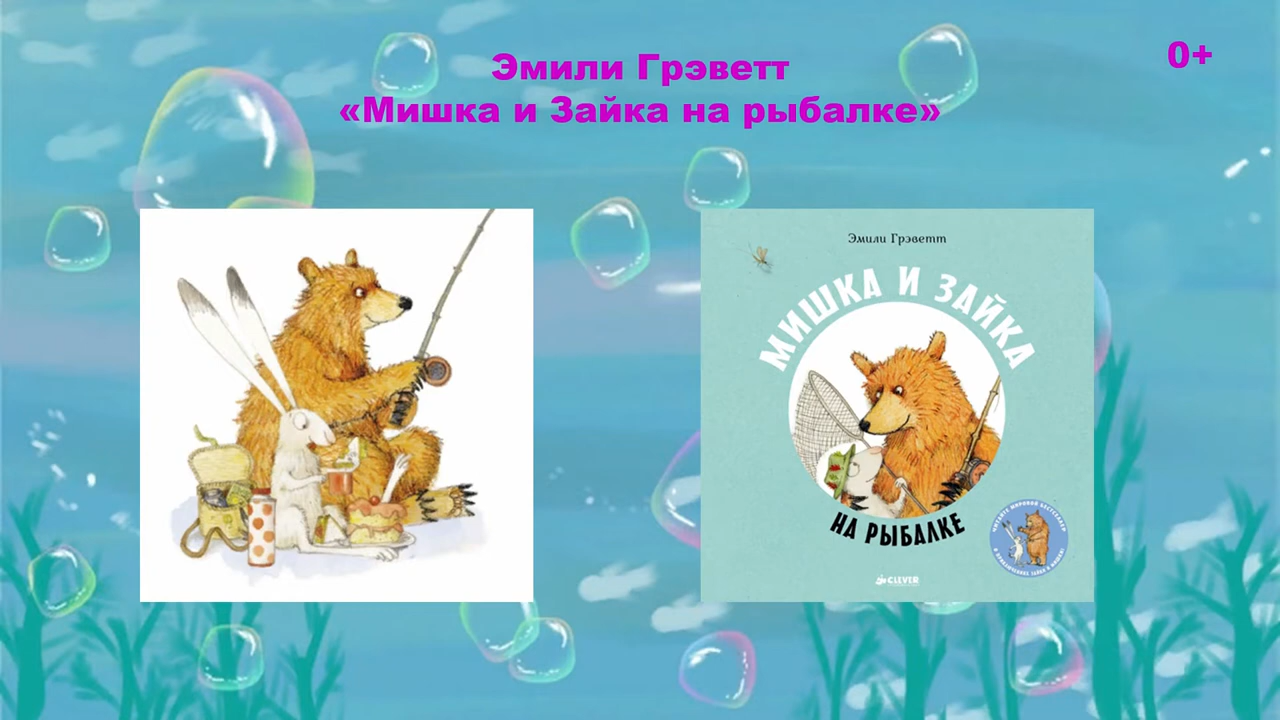 Эмили Грэветт
«Мишка и Зайка на рыбалке»
0+
Эмили Грэветт
МИШКА И ЗАЙКА
НА РЫБАЛКЕ
CLEVER